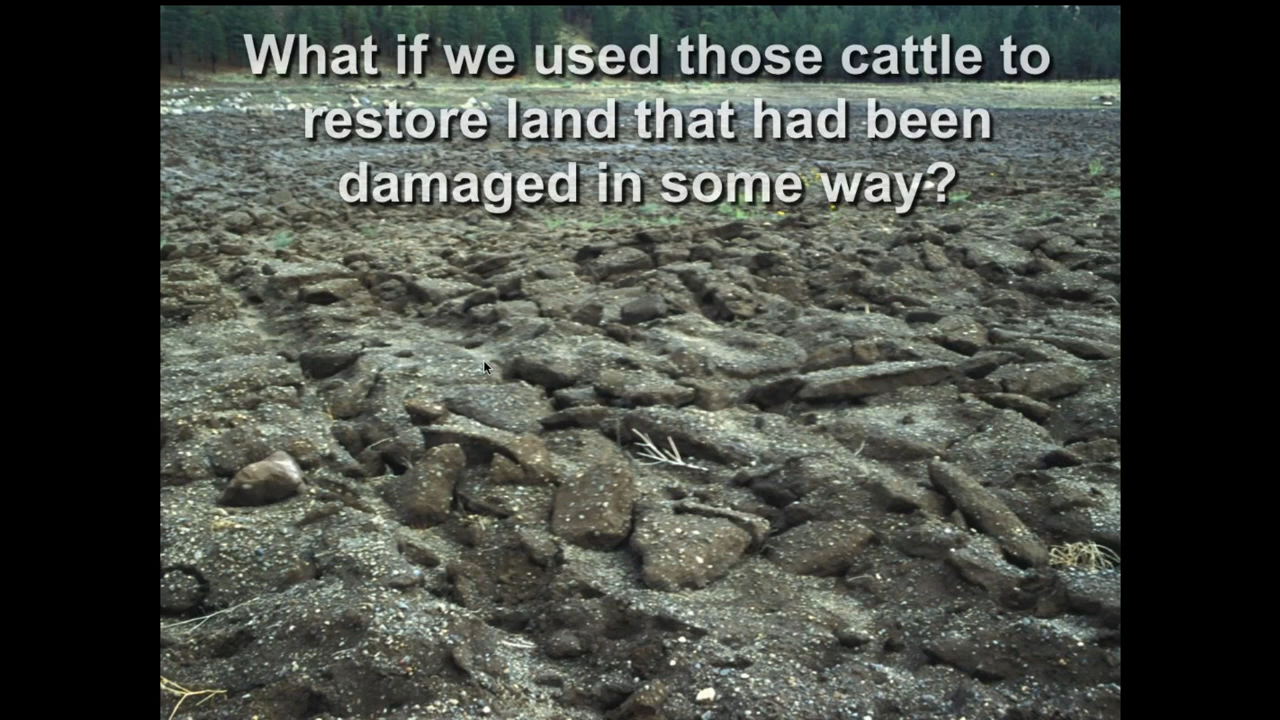 What if we used those cattle to
restore land that had been
damaged in some way?